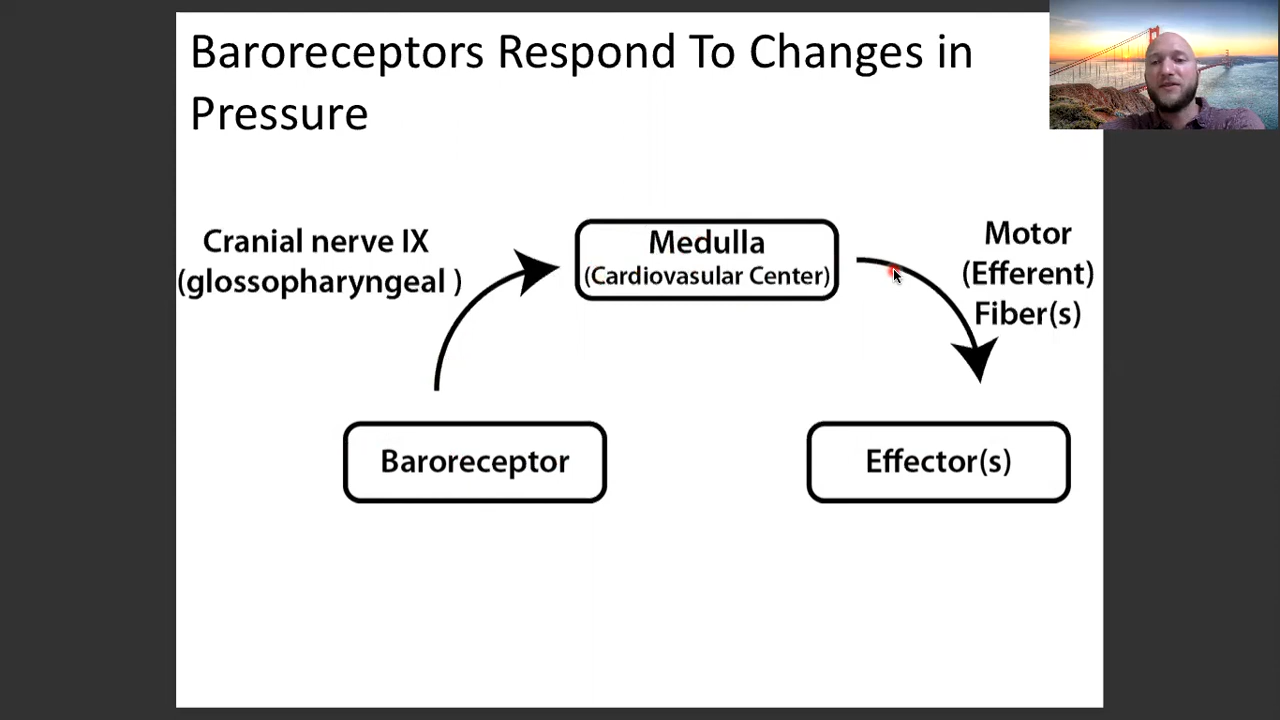 Baroreceptors Respond To Changes in
Pressure
Cranial nerve IX
(glossopharyngeal )
Medulla
(Cardiovasular Center)
Motor
(Efferent)
Fiber(s)
Baroreceptor
Effector(s)